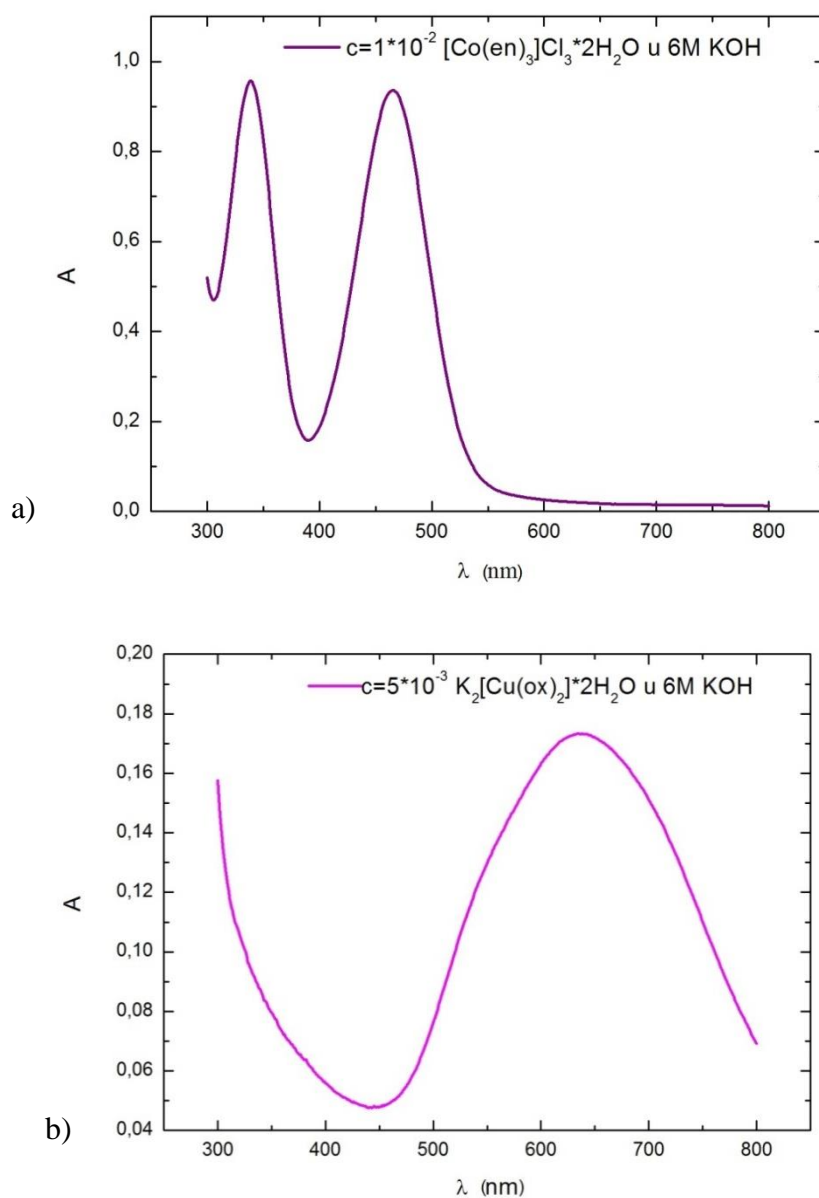 c=1*10⁻² [Co(en)₃]Cl₃*2H₂O u 6M KOH
1,0
0,8
0,6
0,4
0,2
0,0
A
300 400 500 600 700 800
λ (nm)
a)
c=5*10⁻³ K₂[Cu(ox)₂]*2H₂O u 6M KOH
0,20
0,18
0,16
0,14
0,12
0,10
0,08
0,06
0,04
A
300 400 500 600 700 800
λ (nm)
b)